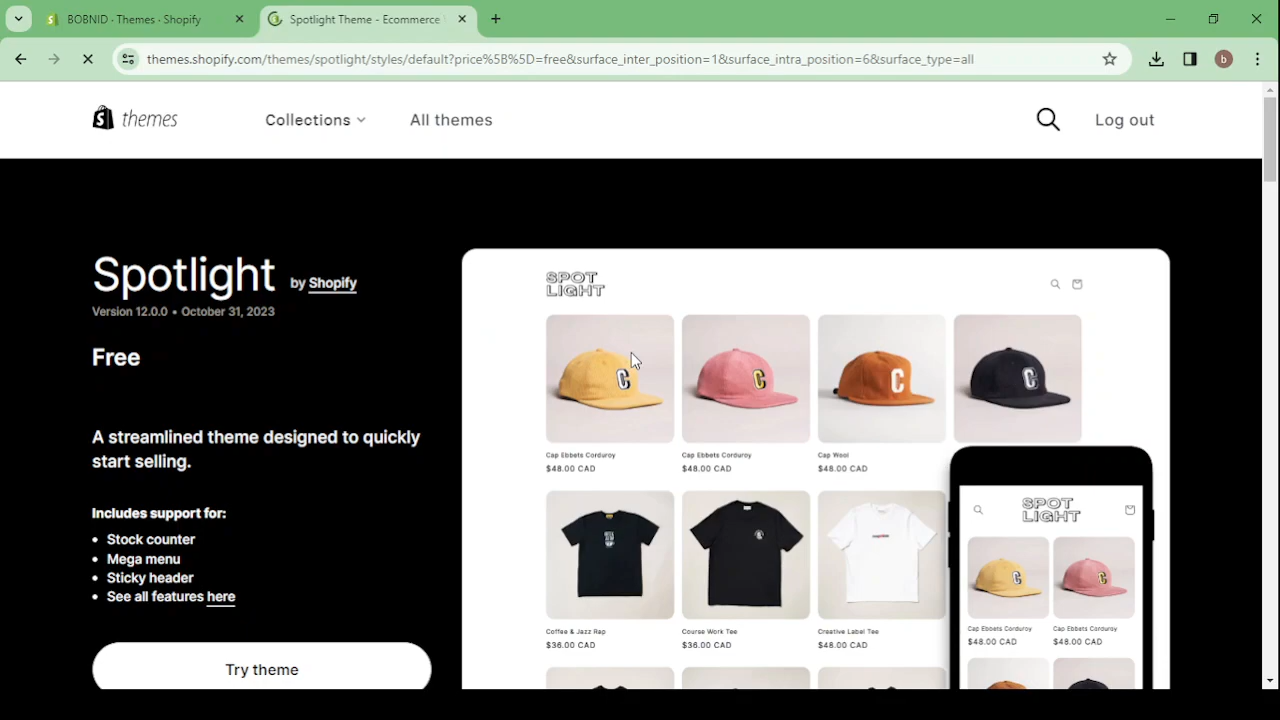 BOBNID · Themes · Shopify
Spotlight Theme - Ecommerce
themes.shopify.com/themes/spotlight/styles/default?price%5B%5D=free&surface_inter_position=1&surface_intra_position=6&surface_type=all
b
themes
Collections
All themes
Log out
Spotlight by Shopify
Version 12.0.0 • October 31, 2023
Free
A streamlined theme designed to quickly
start selling.
Includes support for:
• Stock counter
• Mega menu
• Sticky header
• See all features here
Try theme
SPOT
LIGHT
C C C C
Cap Ebbets Corduroy Cap Ebbets Corduroy Cap Wool
$48.00 CAD $48.00 CAD $48.00 CAD
Coffee & Jazz Rap Course Work Tee Creative Label Tee
$36.00 CAD $36.00 CAD $48.00 CAD
SPOT
LIGHT
C C
Cap Ebbets Corduroy Cap Ebbets Corduroy
$48.00 CAD $48.00 CAD